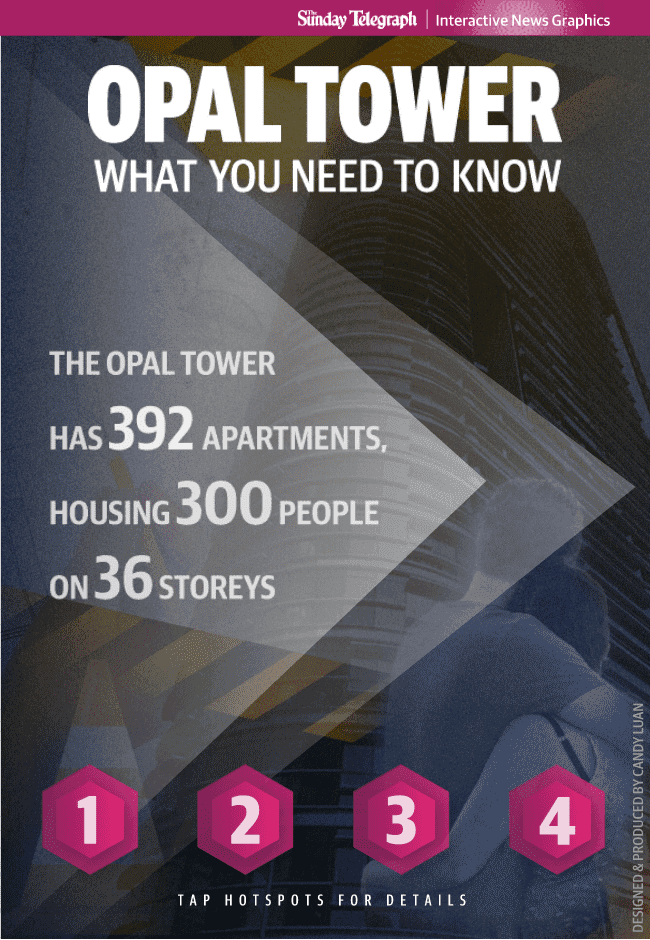 The Sunday Telegraph | Interactive News Graphics
OPAL TOWER
WHAT YOU NEED TO KNOW
THE OPAL TOWER
HAS 392 APARTMENTS,
HOUSING 300 PEOPLE
ON 36 STOREYS
1 2 3 4
TAP HOTSPOTS FOR DETAILS
DESIGNED & PRODUCED BY CANDY LUAN